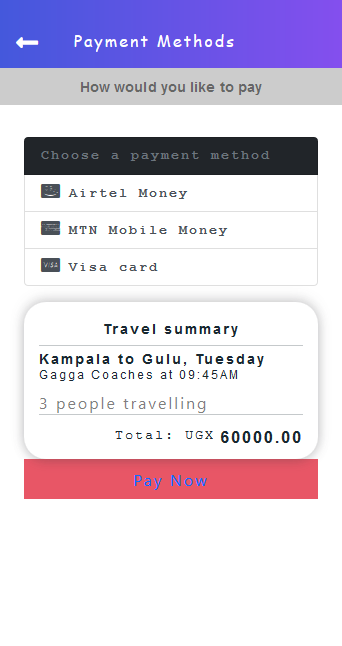 Payment Methods
How would you like to pay
Choose a payment method
Airtel Money
MTN Mobile Money
VISA Visa card
Travel summary
Kampala to Gulu, Tuesday
Gagga Coaches at 09:45AM
3 people travelling
Total: UGX 60000.00
Pay Now